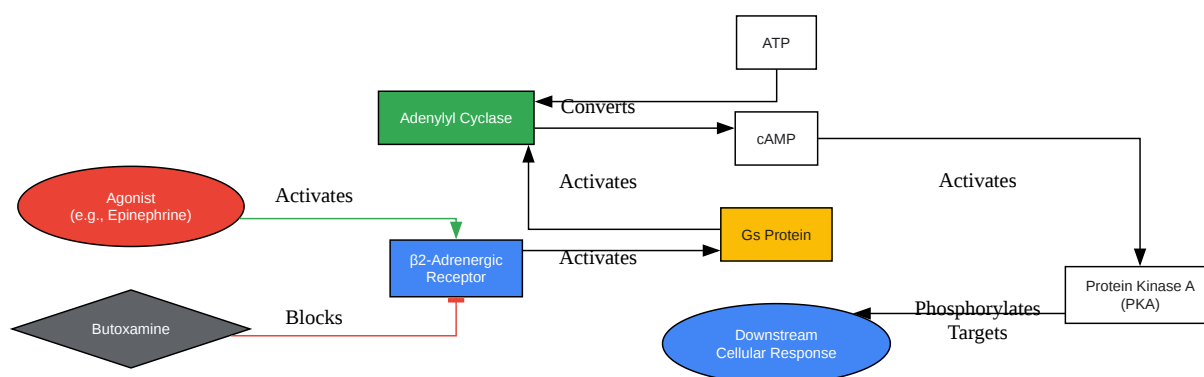 ATP
Converts
Adenylyl Cyclase
cAMP
Activates
Activates
Activates
Agonist
(e.g., Epinephrine)
Gs Protein
Activates
β2-Adrenergic
Receptor
Protein Kinase A
(PKA)
Blocks
Butoxamine
Phosphorylates
Targets
Downstream
Cellular Response